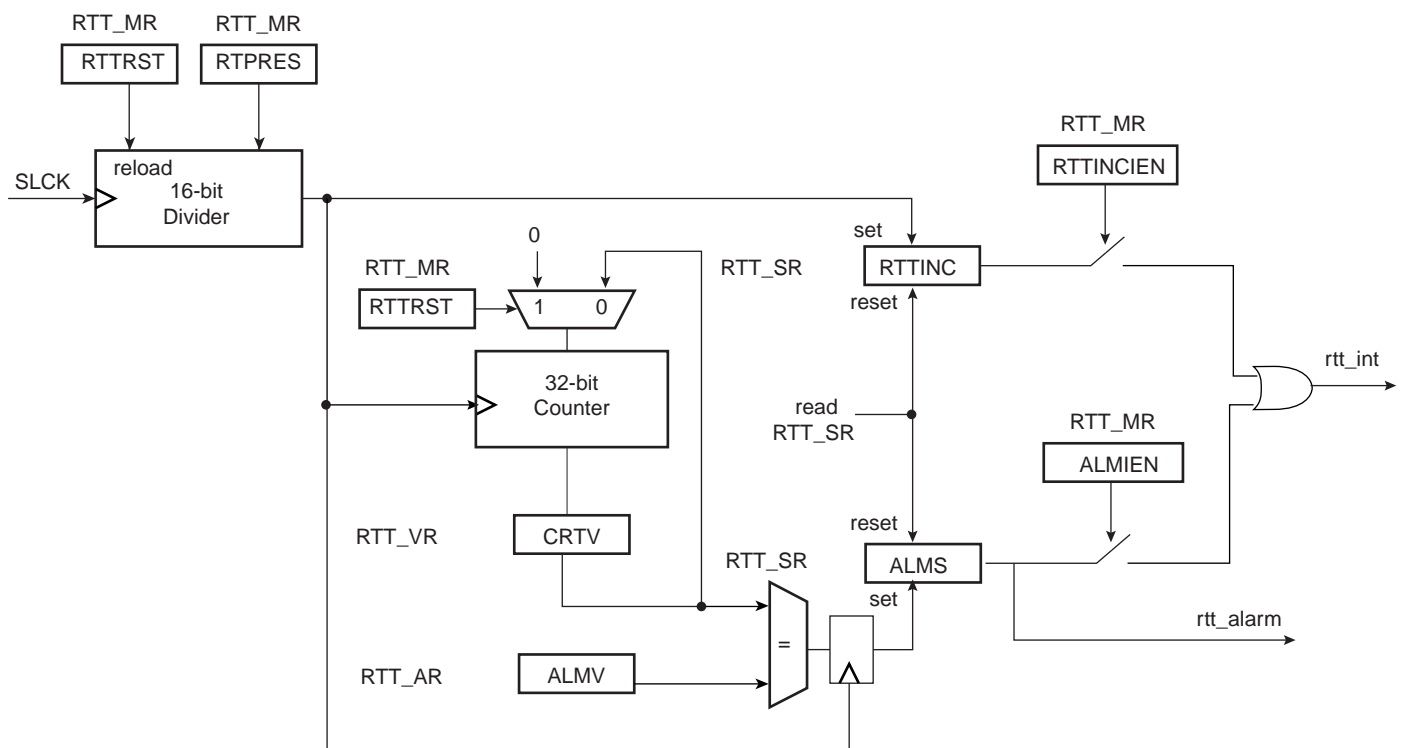 RTT_MR
RTT_MR
RTTRST
RTPRES
SLCK
reload
16-bit
Divider
RTT_MR
RTTINCIEN
0
set
RTT_MR
RTT_SR
RTTINC
RTTRST
1
0
reset
32-bit
Counter
read
RTT_SR
rtt_int
RTT_MR
ALMIEN
reset
RTT_VR
CRTV
RTT_SR
ALMS
set
rtt_alarm
=
RTT_AR
ALMV